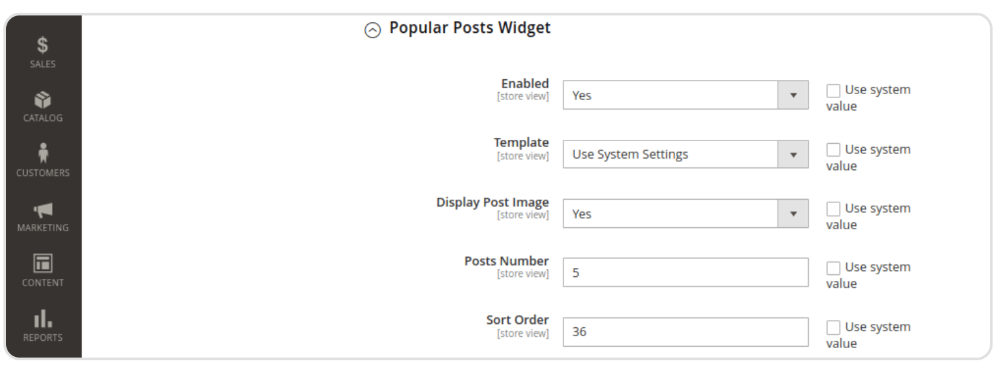 SALES
CATALOG
CUSTOMERS
MARKETING
CONTENT
REPORTS
Popular Posts Widget
Enabled
[store view]
Yes
Use system
value
Template
[store view]
Use System Settings
Use system
value
Display Post Image
[store view]
Yes
Use system
value
Posts Number
[store view]
5
Use system
value
Sort Order
[store view]
36
Use system
value